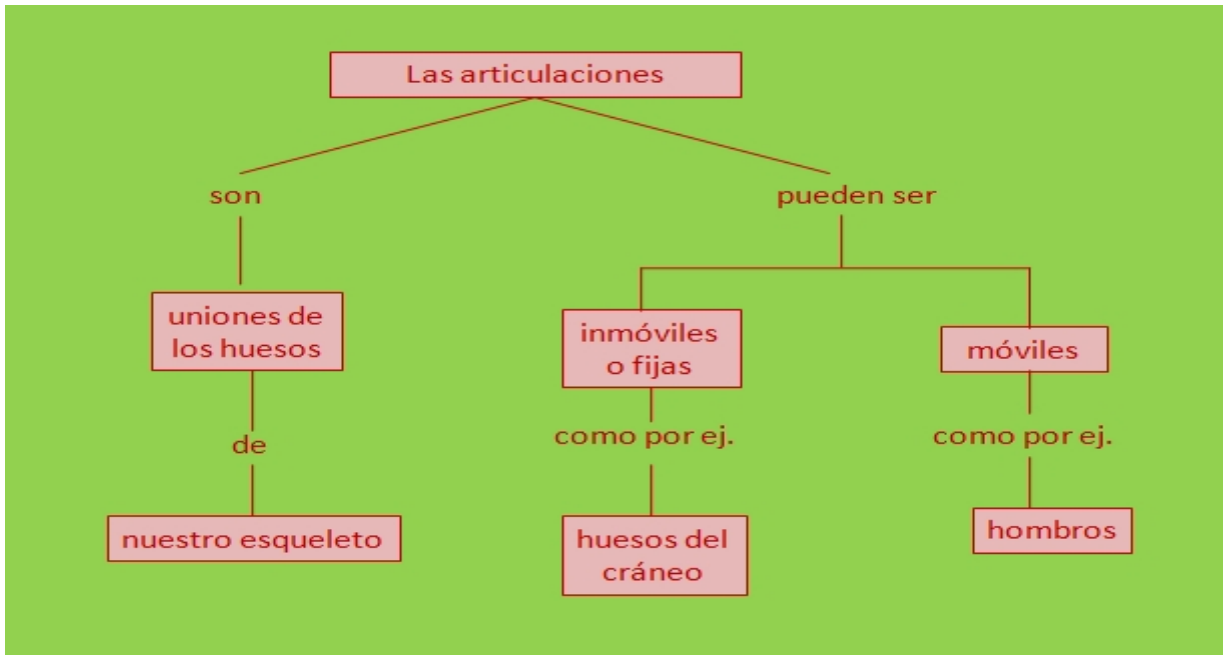 Las articulaciones
son
uniones de
los huesos
de
nuestro esqueleto
pueden ser
inmóviles
o fijas
como por ej.
huesos del
cráneo
móviles
como por ej.
hombros